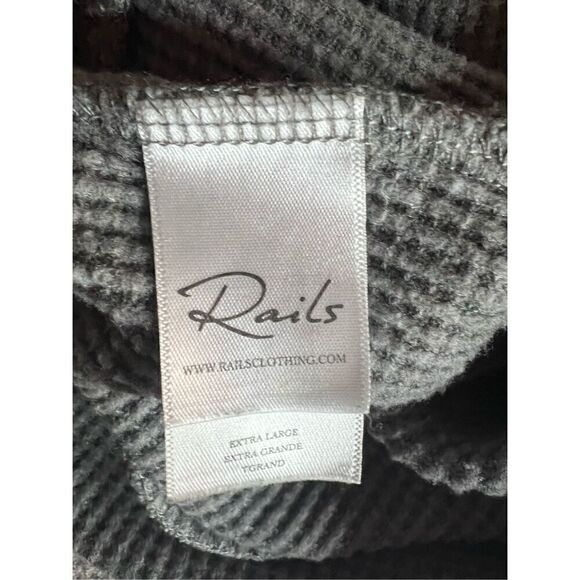 Rails
WWW.RAILSCLOTHING.COM
EXTRA LARGE
EXTRA GRANDE
TGRAND